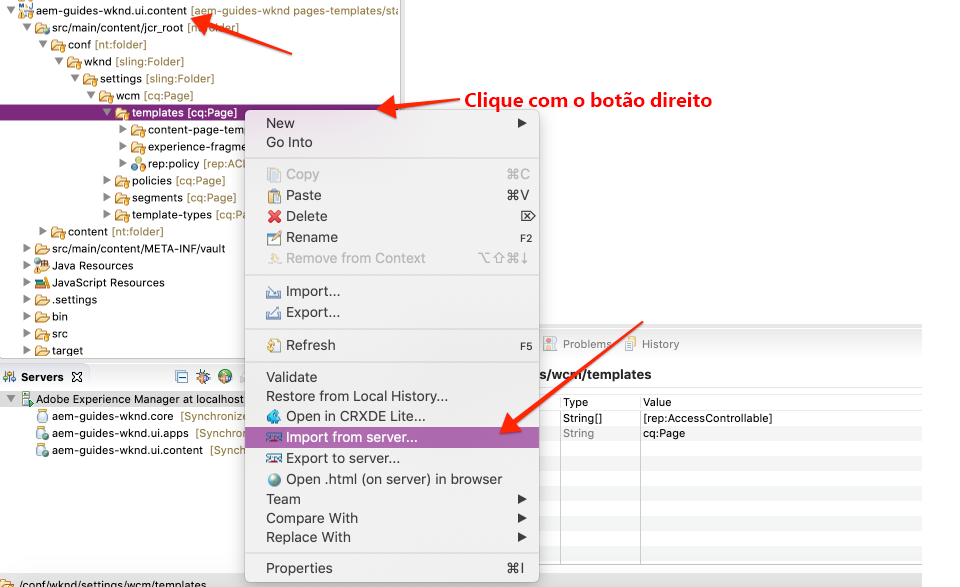 aem-guides-wknd.ui.content [aem-guides-wknd pages-templates/sta
src/main/content/jcr_root [nt:folder]
conf [nt:folder]
wknd [sling:Folder]
settings [sling:Folder]
wcm [cq:Page]
Clique com o botão direito
templates [cq:Page]
content-page-tem
experience-fragme
rep:policy [rep:ACL
policies [cq:Page]
segments [cq:Page]
template-types [cq:Pa
content [nt:folder]
src/main/content/META-INF/vault
Java Resources
JavaScript Resources
.settings
bin
src
target
New
Go Into
Copy ⌘C
Paste ⌘V
Delete ⌦
Rename F2
Remove from Context ⌥⇧⌘↓
Import...
Export...
Refresh F5
Validate
Restore from Local History...
Open in CRXDE Lite...
Import from server...
Export to server...
Open .html (on server) in browser
Team
Compare With
Replace With
Properties ⌘I
Servers
Adobe Experience Manager at localhost
aem-guides-wknd.core [Synchronize
aem-guides-wknd.ui.apps [Synchron
aem-guides-wknd.ui.content [Synch
Problems History
s/wcm/templates
Type Value
String[] [rep:AccessControllable]
String cq:Page
/conf/wknd/settings/wcm/templates